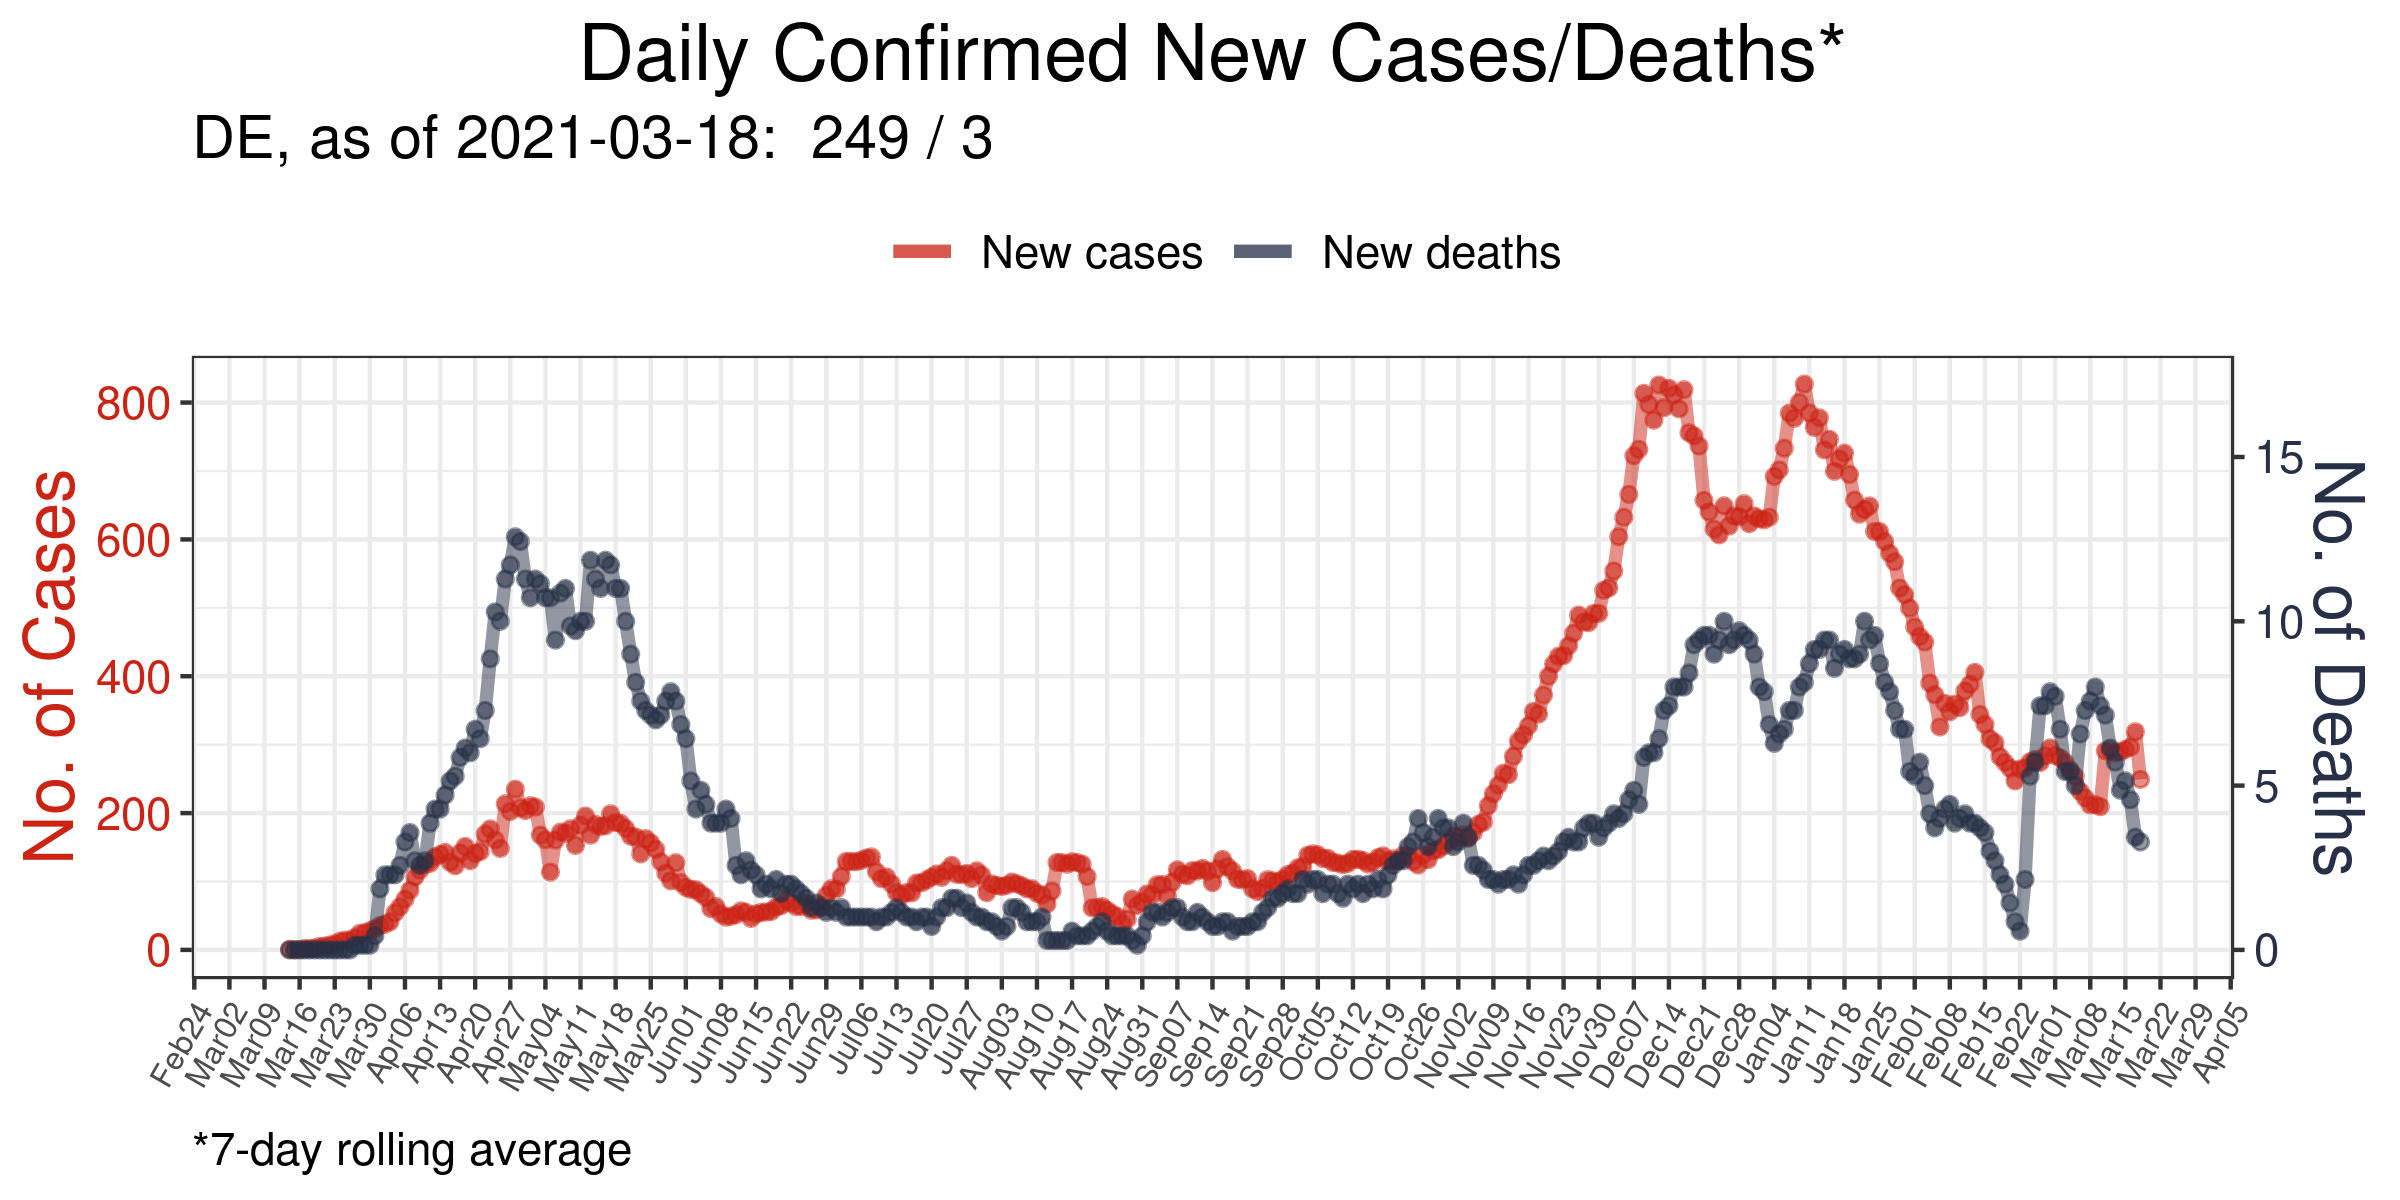 Daily Confirmed New Cases/Deaths*
DE, as of 2021-03-18:  249 / 3
New cases
New deaths
No. of Cases
800
600
400
200
0
15
10
5
0
No. of Deaths
Feb24
Mar02
Mar09
Mar16
Mar23
Mar30
Apr06
Apr13
Apr20
Apr27
May04
May11
May18
May25
Jun01
Jun08
Jun15
Jun22
Jun29
Jul06
Jul13
Jul20
Jul27
Aug03
Aug10
Aug17
Aug24
Aug31
Sep07
Sep14
Sep21
Sep28
Oct05
Oct12
Oct19
Oct26
Nov02
Nov09
Nov16
Nov23
Nov30
Dec07
Dec14
Dec21
Dec28
Jan04
Jan11
Jan18
Jan25
Feb01
Feb08
Feb15
Feb22
Mar01
Mar08
Mar15
Mar22
Mar29
Apr05
*7-day rolling average